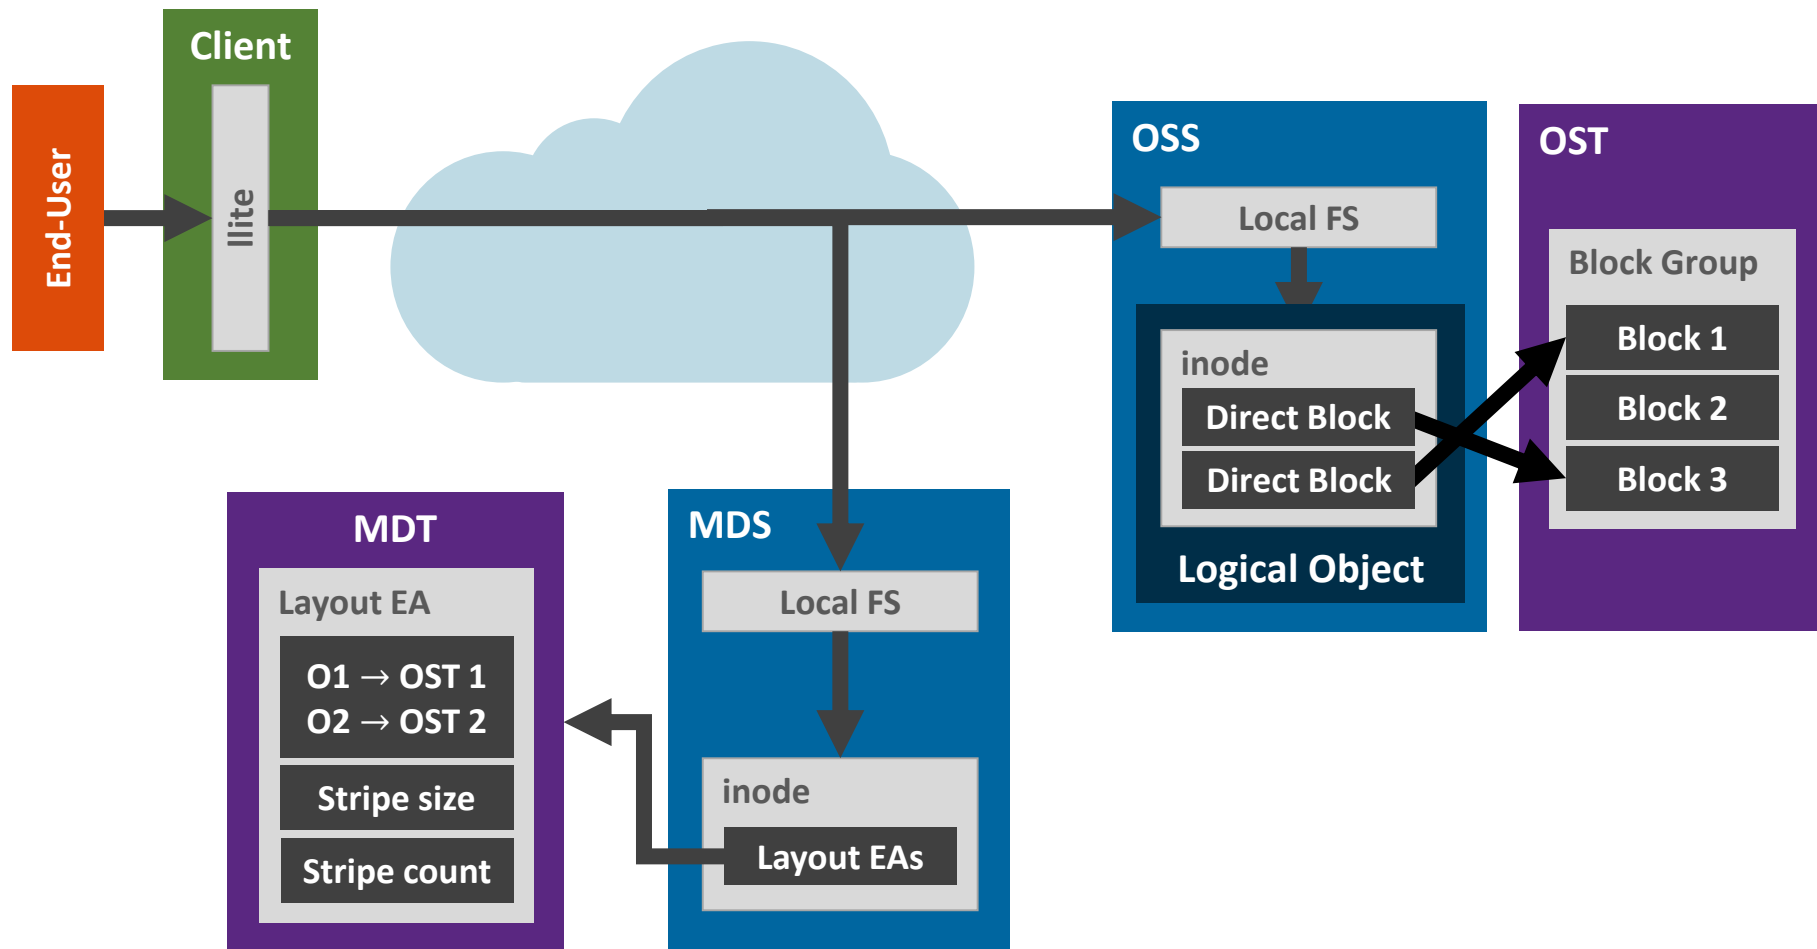 End-User
Client
llite
OSS
Local FS
inode
Direct Block
Direct Block
Logical Object
OST
Block Group
Block 1
Block 2
Block 3
MDT
Layout EA
O1 → OST 1
O2 → OST 2
Stripe size
Stripe count
MDS
Local FS
inode
Layout EAs